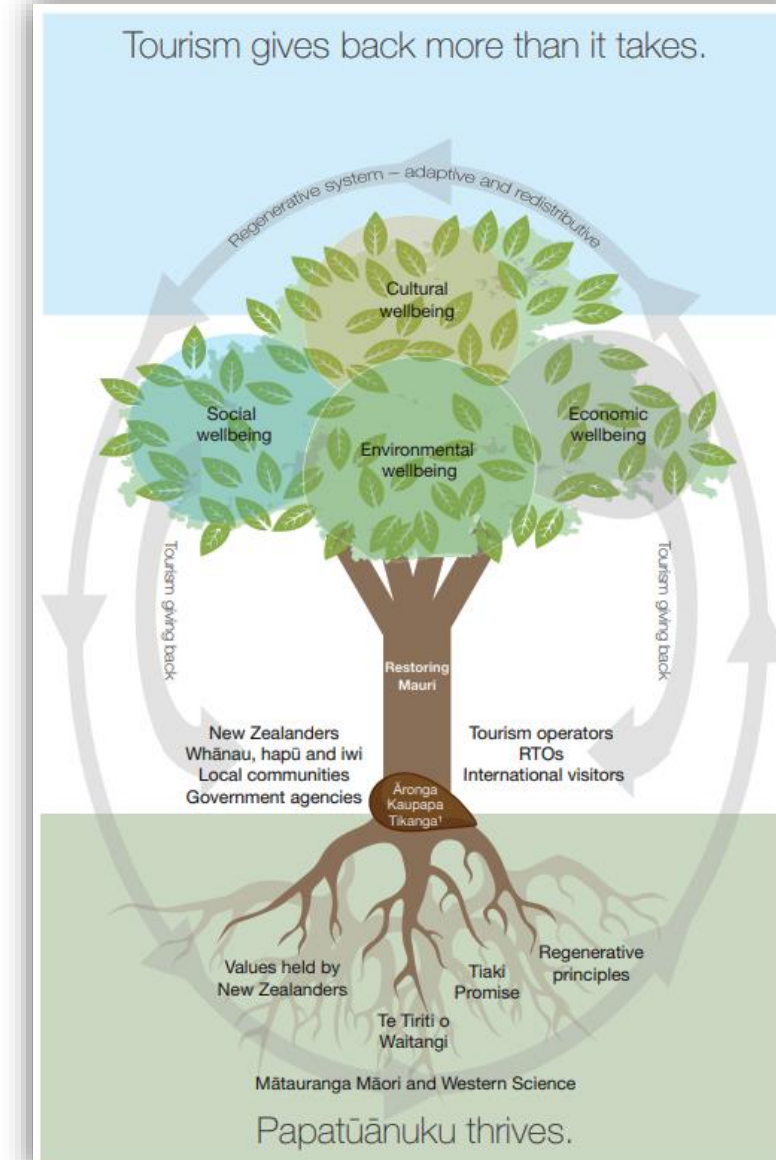 Tourism gives back more than it takes.
Regenerative system – adaptive and redistributive
Cultural
wellbeing
Social
wellbeing
Economic
wellbeing
Environmental
wellbeing
Tourism giving back
Tourism giving back
Restoring
Mauri
New Zealanders
Whānau, hapū and iwi
Local communities
Government agencies
Tourism operators
RTOs
International visitors
Āronga
Kaupapa
Tikanga¹
Values held by
New Zealanders
Te Tiriti o
Waitangi
Tiaki
Promise
Regenerative
principles
Mātauranga Māori and Western Science
Papatūānuku thrives.